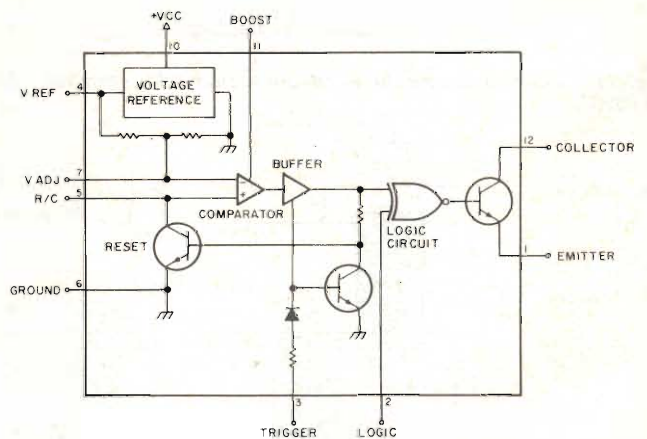 +VCC
BOOST
10
11
VOLTAGE
REFERENCE
V REF
4
12
COLLECTOR
BUFFER
V ADJ
7
-
+
R/C
5
COMPARATOR
LOGIC
CIRCUIT
RESET
1
EMITTER
GROUND
6
3
2
TRIGGER
LOGIC